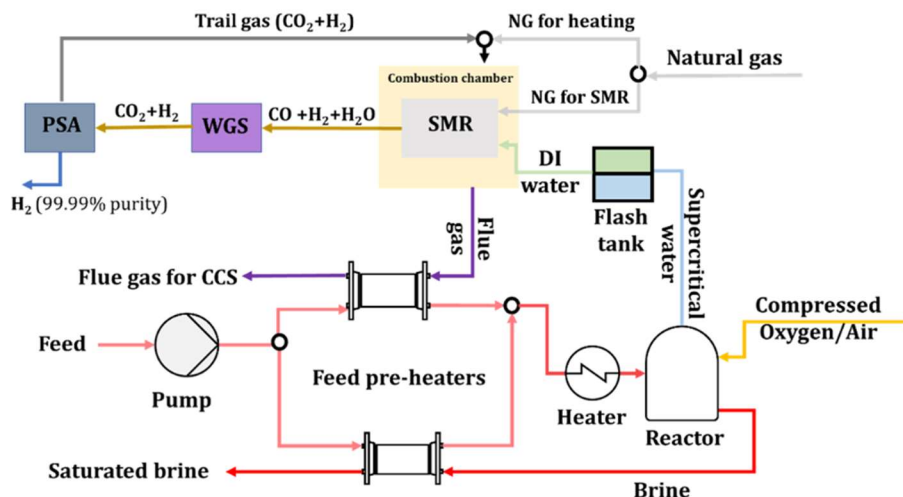 Trail gas (CO₂+H₂)
NG for heating
Natural gas
Combustion chamber
NG for SMR
PSA
CO₂+H₂
WGS
CO +H₂+H₂O
SMR
DI
water
H₂ (99.99% purity)
Flash
tank
Supercritical
water
Flue
gas
Flue gas for CCS
Compressed
Oxygen/Air
Feed
Pump
Feed pre-heaters
Heater
Reactor
Saturated brine
Brine